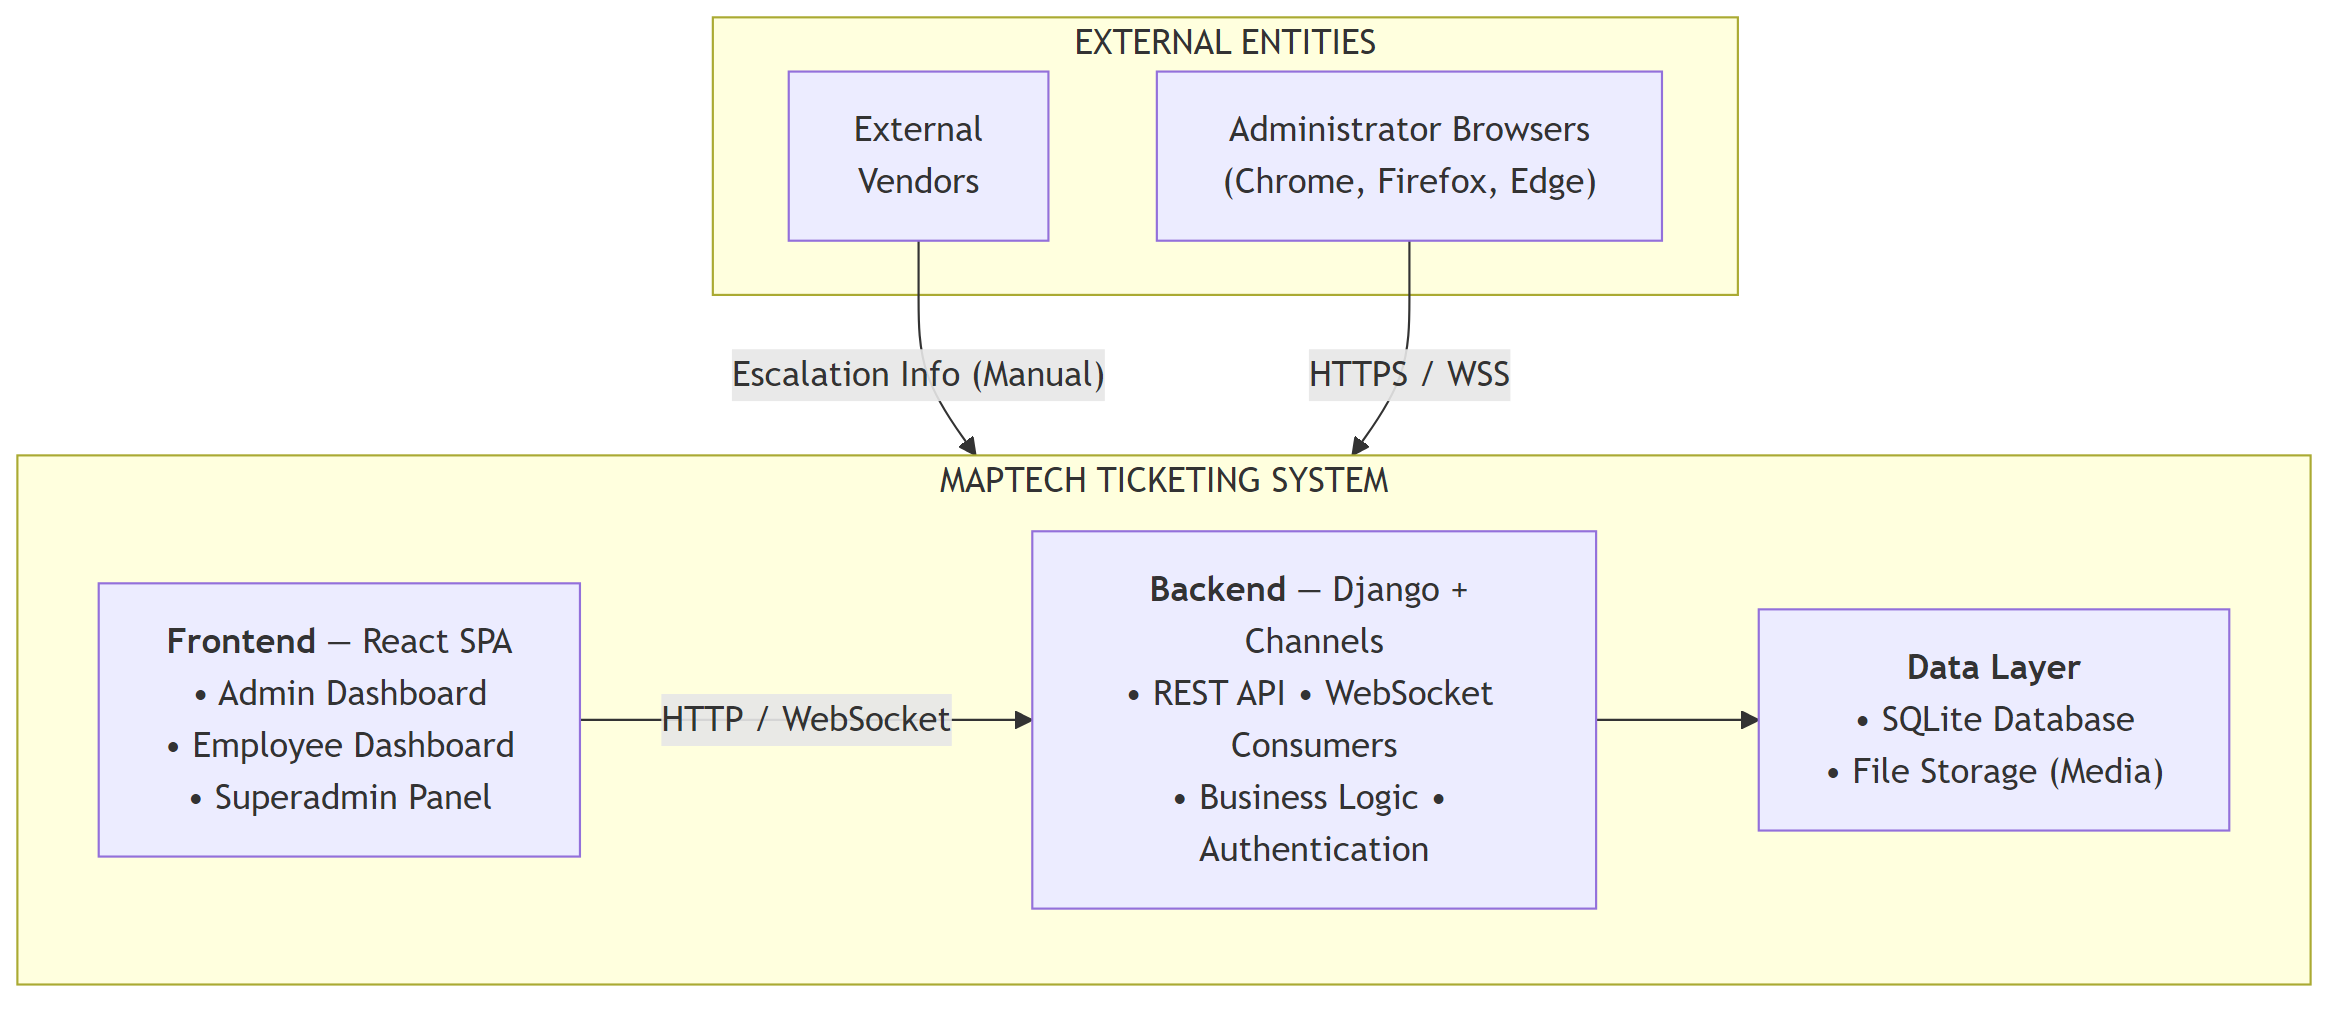 EXTERNAL ENTITIES
External
Vendors
Administrator Browsers
(Chrome, Firefox, Edge)
Escalation Info (Manual)
HTTPS / WSS
MAPTECH TICKETING SYSTEM
Frontend — React SPA
• Admin Dashboard
• Employee Dashboard
• Superadmin Panel
HTTP / WebSocket
Backend — Django +
Channels
• REST API • WebSocket
Consumers
• Business Logic •
Authentication
Data Layer
• SQLite Database
• File Storage (Media)